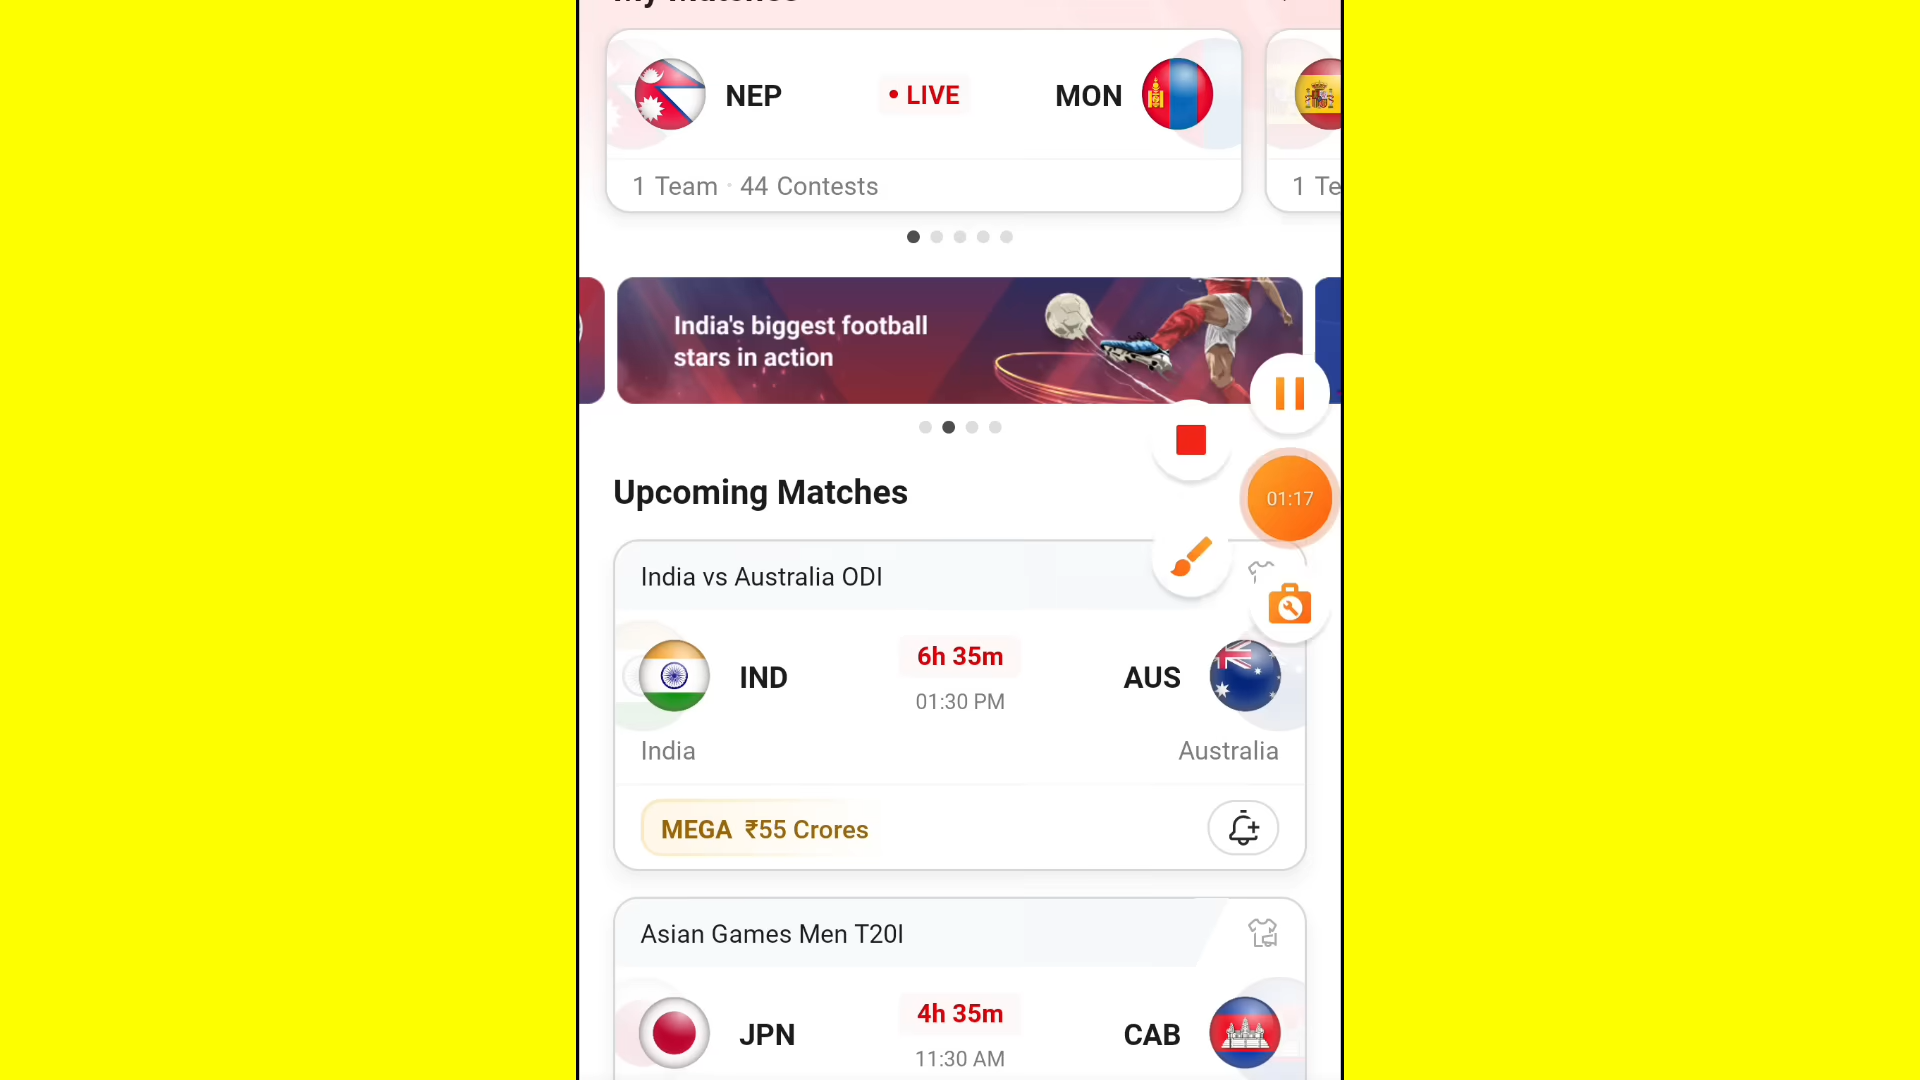 My Matches
NEP
• LIVE
MON
1 Team · 44 Contests
1 Te
India's biggest football
stars in action
01:17
Upcoming Matches
India vs Australia ODI
IND
6h 35m
AUS
01:30 PM
India
Australia
MEGA ₹55 Crores
Asian Games Men T20I
JPN
4h 35m
CAB
11:30 AM